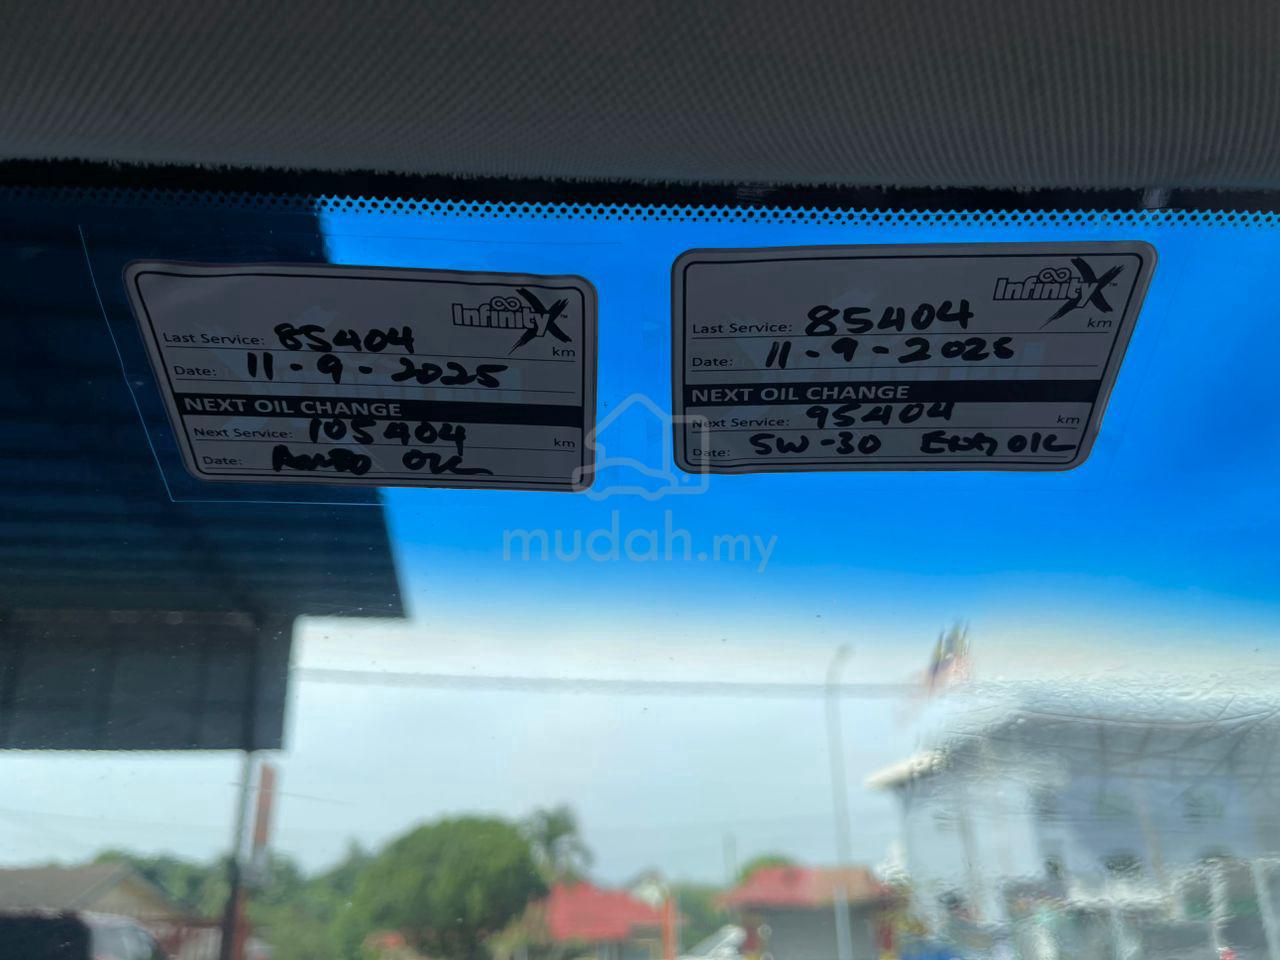 InfinityX
Last Service: 85404 km
Date: 11-9-2025
NEXT OIL CHANGE
Next Service: 105404 km
Date: OIL
InfinityX
Last Service: 85404 km
Date: 11-9-2025
NEXT OIL CHANGE
Next Service: 95404 km
Date: 5W-30 OIL
mudah.my